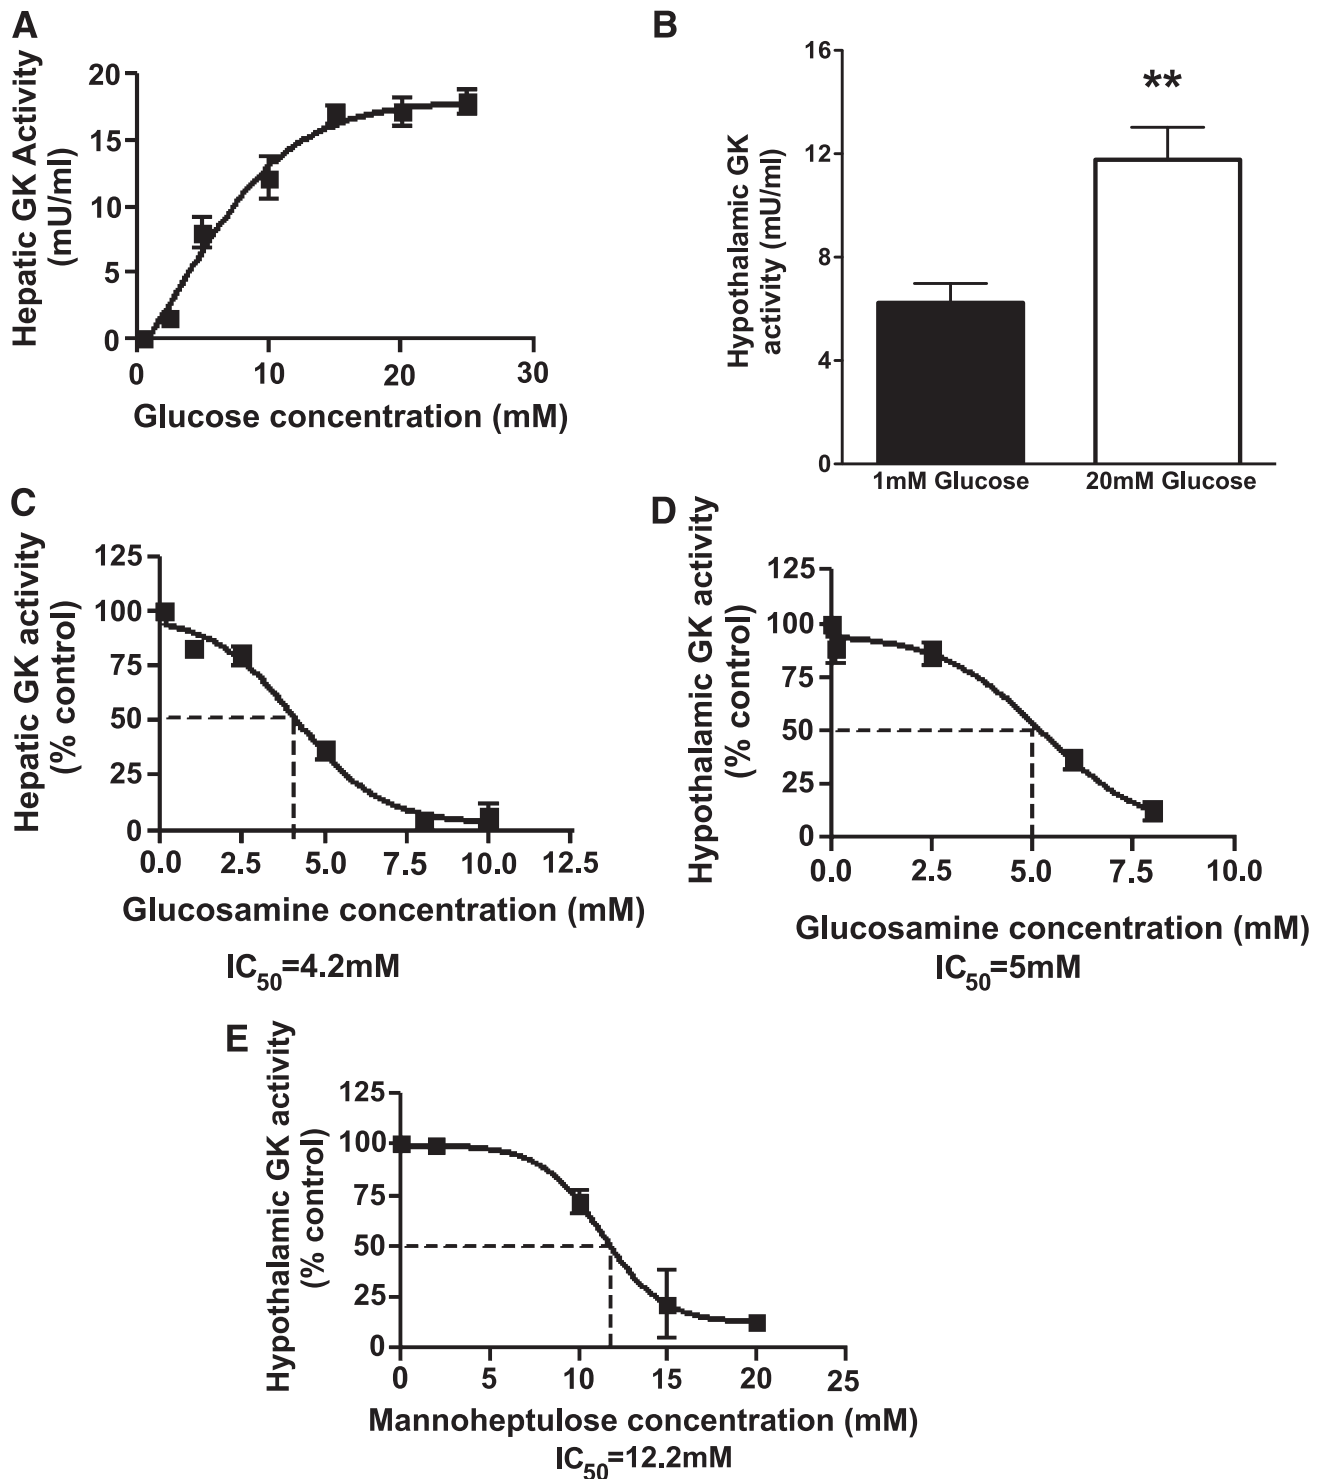 A
Hepatic GK Activity
(mU/ml)
20
15
10
5
0
0 10 20 30
Glucose concentration (mM)
B
Hypothalamic GK
activity (mU/ml)
16
12
8
4
0
**
1mM Glucose 20mM Glucose
C
Hepatic GK activity
(% control)
125
100
75
50
25
0
0.0 2.5 5.0 7.5 10.0 12.5
Glucosamine concentration (mM)
IC50=4.2mM
D
Hypothalamic GK activity
(% control)
125
100
75
50
25
0
0.0 2.5 5.0 7.5 10.0
Glucosamine concentration (mM)
IC50=5mM
E
Hypothalamic GK activity
(% control)
125
100
75
50
25
0
0 5 10 15 20 25
Mannoheptulose concentration (mM)
IC50=12.2mM